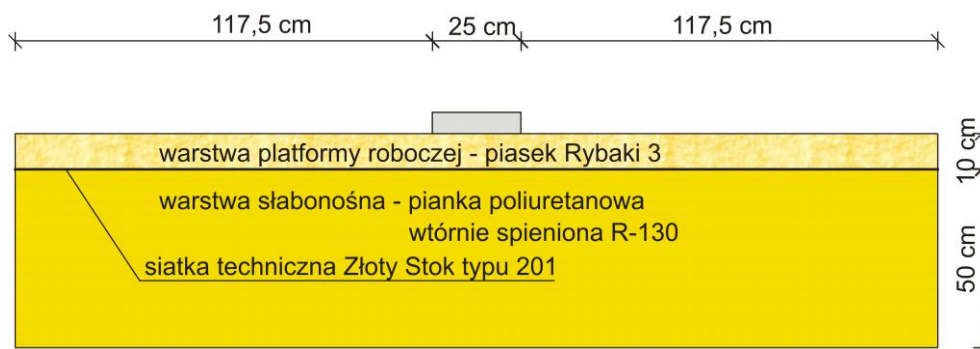 117,5 cm 25 cm 117,5 cm
warstwa platformy roboczej - piasek Rybaki 3
10 cm
warstwa słabonośna - pianka poliuretanowa
wtórnie spieniona R-130
siatka techniczna Złoty Stok typu 201
50 cm